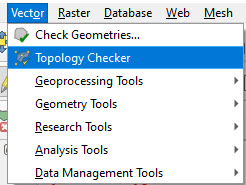 Vector Raster Database Web Mesh
Check Geometries...
Topology Checker
Geoprocessing Tools
Geometry Tools
Research Tools
Analysis Tools
Data Management Tools